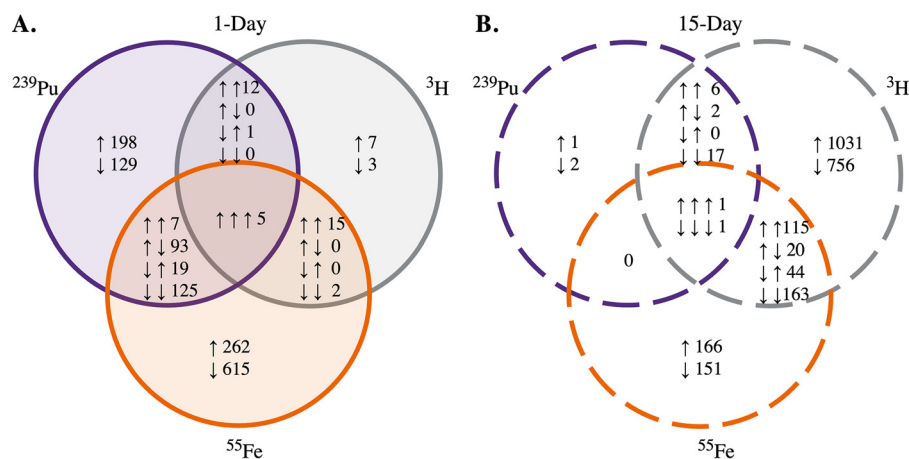 A.
1-Day
²³⁹Pu
³H
↑ 198
↓ 129
↑ ↑12
↑ ↓0
↓ ↑ 1
↓ ↓0
↑ 7
↓ 3
↑ ↑ 7
↑ ↓93
↓ ↑ 19
↓ ↓ 125
↑ ↑ ↑ 5
↑ ↑ 15
↑ ↓ 0
↓ ↑ 0
↓ ↓ 2
↑ 262
↓ 615
⁵⁵Fe
B.
15-Day
²³⁹Pu
³H
↑ 1
↓ 2
↑ ↑ 6
↑ ↓ 2
↓ ↑ 0
↓ ↓ 17
↑ 1031
↓ 756
↑ ↑ ↑ 1
↓ ↓ ↓ 1
0
↑ ↑115
↑ ↓ 20
↓ ↑ 44
↓ ↓163
↑ 166
↓ 151
⁵⁵Fe